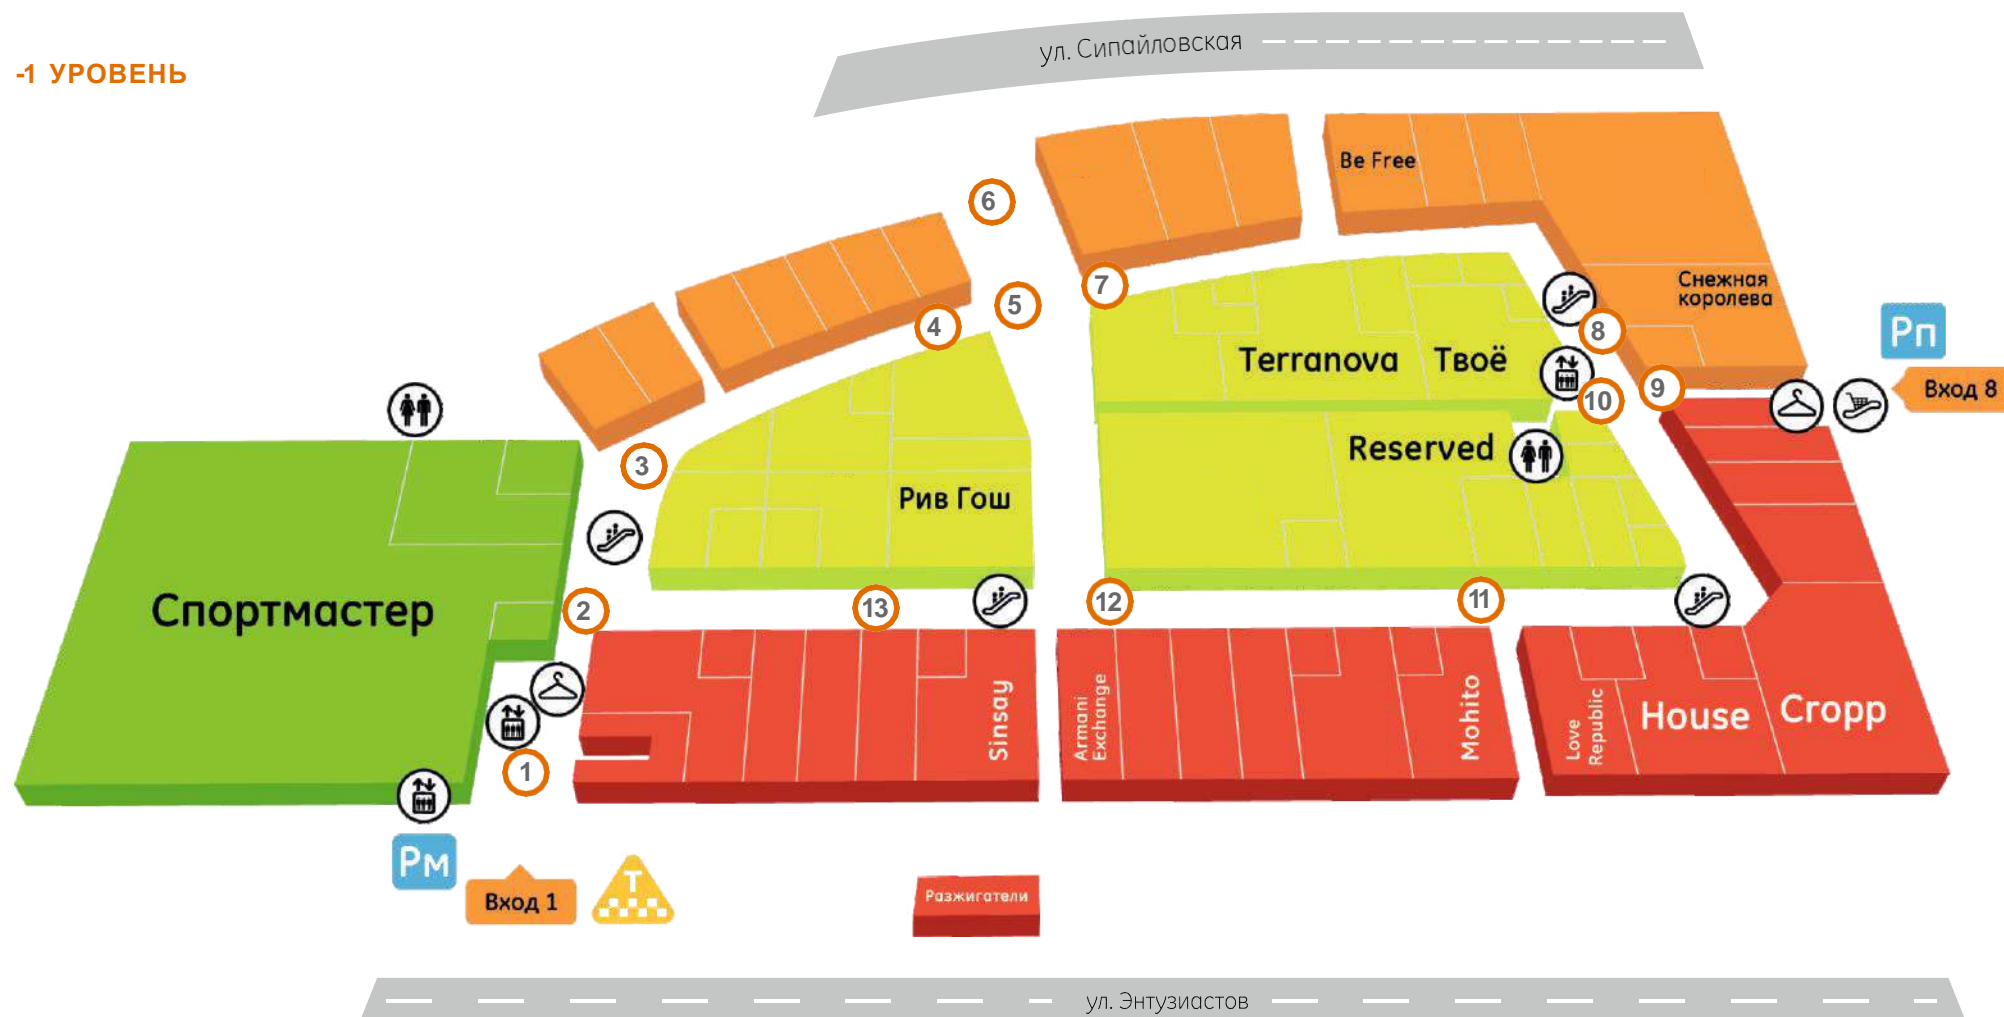 ул. Сипайловская
-1 УРОВЕНЬ
Be Free
6
Снежная
королева
7
5
4
8
Рп
Terranova
Твоё
9
Вход 8
10
3
Reserved
Рив Гош
Спортмастер
2
13
12
11
Sinsay
Armani
Exchange
Mohito
Love
Republic
House
Cropp
1
Рм
Вход 1
Т
Разжигатели
ул. Энтузиастов